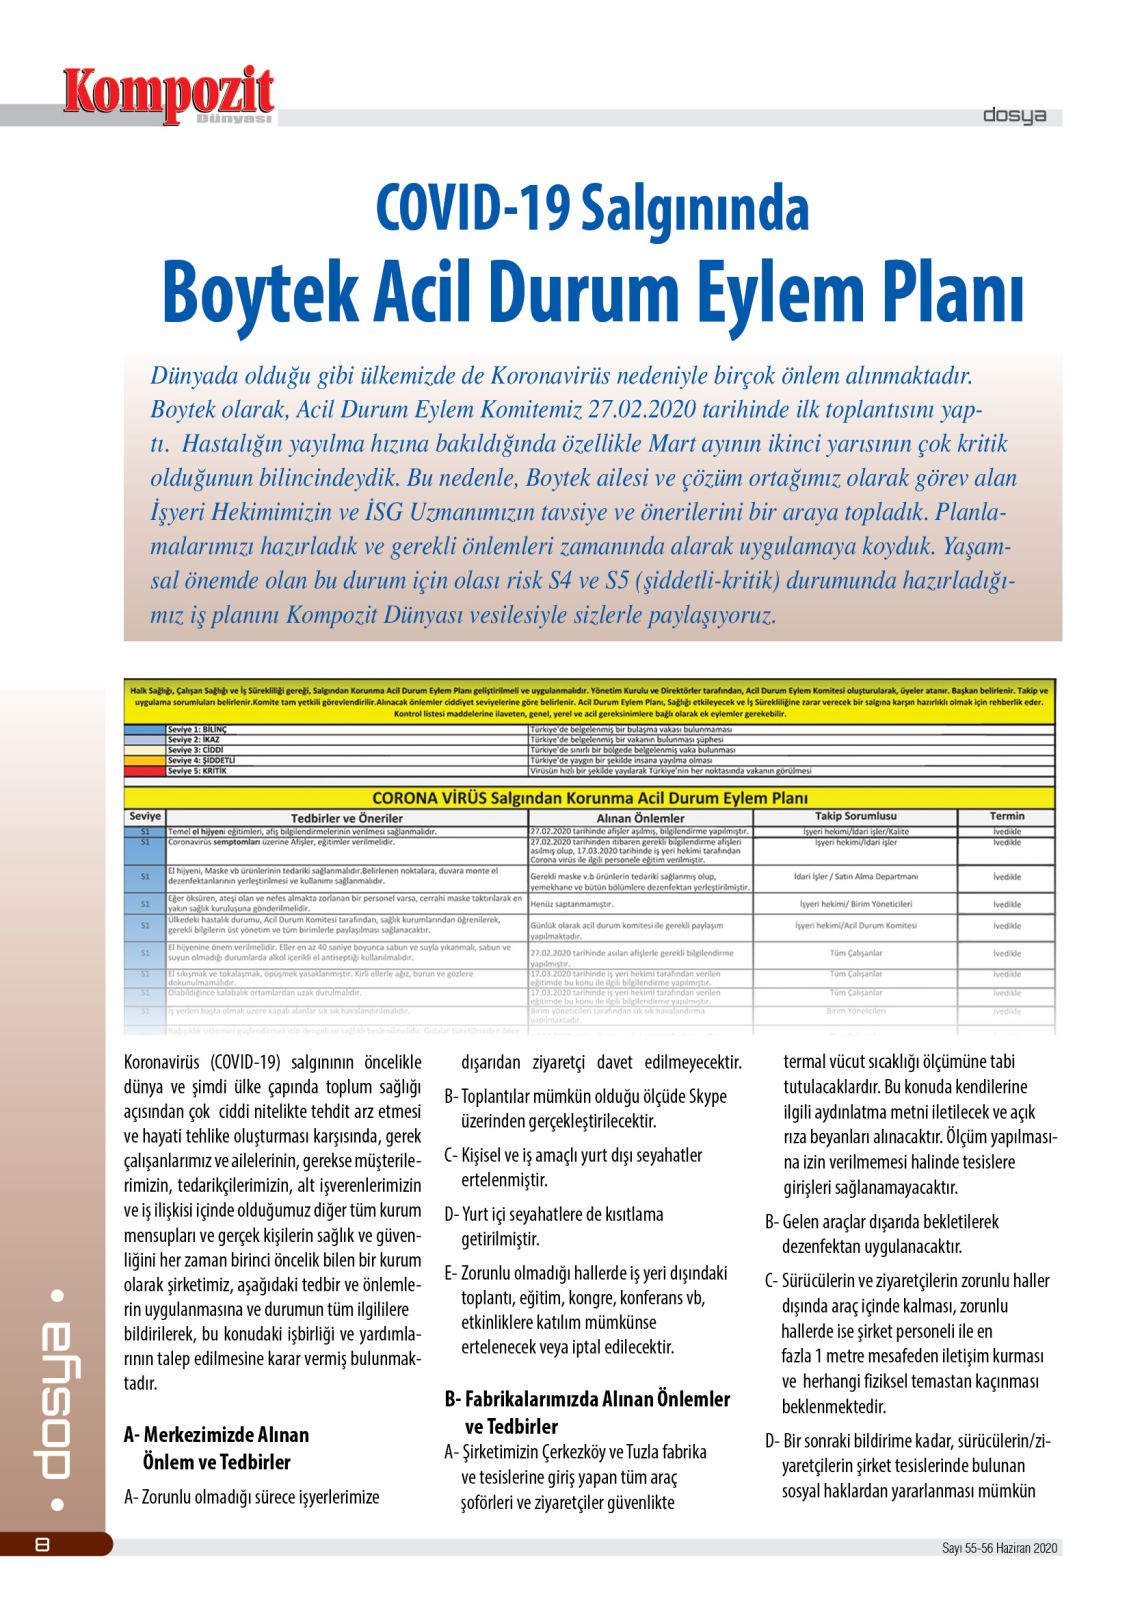 Kompozit
Dünyası
dosya
COVID-19 Salgınında
Boytek Acil Durum Eylem Planı
Dünyada olduğu gibi ülkemizde de Koronavirüs nedeniyle birçok önlem alınmaktadır.
Boytek olarak, Acil Durum Eylem Komitemiz 27.02.2020 tarihinde ilk toplantısını yap-
tı. Hastalığın yayılma hızına bakıldığında özellikle Mart ayının ikinci yarısının çok kritik
olduğunun bilincindeydik. Bu nedenle, Boytek ailesi ve çözüm ortağımız olarak görev alan
İşyeri Hekimimizin ve İSG Uzmanımızın tavsiye ve önerilerini bir araya topladık. Planla-
malarımızı hazırladık ve gerekli önlemleri zamanında alarak uygulamaya koyduk. Yaşam-
sal önemde olan bu durum için olası risk S4 ve S5 (şiddetli-kritik) durumunda hazırladığı-
mız iş planını Kompozit Dünyası vesilesiyle sizlerle paylaşıyoruz.
Halk Sağlığı, Çalışan Sağlığı ve İş Sürekliliği gereği, Salgından Korunma Acil Durum Eylem Planı geliştirilmeli ve uygulanmalıdır. Yönetim Kurulu ve Direktörler tarafından, Acil Durum Eylem Komitesi oluşturularak, üyeler atanır. Başkan belirlenir. Takip ve
uygulama sorumluları belirlenir.Komite tam yetkili görevlendirilir.Alınacak önlemler ciddiyet seviyelerine göre belirlenir. Acil Durum Eylem Planı, Sağlığı etkileyecek ve İş Sürekliliğine zarar verecek bir salgına karşın hazırlıklı olmak için rehberlik eder.
Kontrol listesi maddelerine ilaveten, genel, yerel ve acil gereksinimlere bağlı olarak ek eylemler gerekebilir.
Seviye 1: BİLİNÇ Türkiye'de belgelenmiş bir bulaşma vakası bulunmaması
Seviye 2: İKAZ Türkiye'de belgelenmiş bir vakanın bulunması şüphesi
Seviye 3: CİDDİ Türkiye'de sınırlı bir bölgede belgelenmiş vaka bulunması
Seviye 4: ŞİDDETLİ Türkiye'de yaygın bir şekilde insana yayılma olması
Seviye 5: KRİTİK Virüsün hızlı bir şekilde yayılarak Türkiye'nin her noktasında vakanın görülmesi
CORONA VİRÜS Salgından Korunma Acil Durum Eylem Planı
Seviye Tedbirler ve Öneriler Alınan Önlemler Takip Sorumlusu Termin
S1 Temel el hijyeni eğitimleri, afiş bilgilendirmelerinin verilmesi sağlanmalıdır. 27.02.2020 tarihinde afişler asılmış, bilgilendirme yapılmıştır. İşyeri hekimi/İdari işler/Kalite İvedikle
S1 Coronavirüs semptomları üzerine Afişler, eğitimler verilmelidir. 27.02.2020 tarihinden itibaren gerekli bilgilendirme afişleri İşyeri hekimi/İdari işler İvedikle
asılmış olup, 17.03.2020 tarihinde iş yeri hekimi tarafından
Corona virüs ile ilgili personele eğitim verilmiştir.
S1 El hijyeni, Maske vb ürünlerin tedariki sağlanmalıdır.Belirlenen noktalara, duvara monte el
dezenfektanlarının yerleştirilmesi ve kullanımı sağlanmalıdır. Gerekli maske v.b ürünlerin tedariki sağlanmış olup,
yemekhane ve bütün bölümlere dezenfektan yerleştirilmiştir. İdari İşler / Satın Alma Departmanı İvedikle
S1 Eğer öksüren, ateşi olan ve nefes almakta zorlanan bir personel varsa, cerrahi maske taktırılarak en
yakın sağlık kuruluşuna gönderilmelidir. Henüz saptanmamıştır. İşyeri hekimi/ Birim Yöneticileri İvedikle
S1 Ülkedeki hastalık durumu, Acil Durum Komitesi tarafından, sağlık kurumlarından öğrenilerek,
gerekli bilgilerin üst yönetim ve tüm birimlerle paylaşılması sağlanacaktır. Günlük olarak acil durum komitesi ile gerekli paylaşım
yapılmaktadır. İşyeri hekimi/Acil Durum Komitesi İvedikle
S1 El hijyenine önem verilmelidir. Eller en az 40 saniye boyunca sabun ve suyla yıkanmalı, sabun ve
suyun olmadığı durumlarda alkol içerikli el antiseptiği kullanılmalıdır. 27.02.2020 tarihinde asılan afişlerle gerekli bilgilendirme
yapılmıştır. Tüm Çalışanlar İvedikle
S1 El sıkışmak ve tokalaşmak, öpüşmek yasaklanmıştır. Kirli ellerle ağız, burun ve gözlere
dokunulmamalıdır. 17.03.2020 tarihinde iş yeri hekimi tarafından verilen
eğitimde bu konu ile ilgili bilgilendirme yapılmıştır. Tüm Çalışanlar İvedikle
S1 Olabildiğince kalabalık ortamlardan uzak durulmalıdır. 17.03.2020 tarihinde iş yeri hekimi tarafından verilen
eğitimde bu konu ile ilgili bilgilendirme yapılmıştır. Tüm Çalışanlar İvedikle
S1 İş yerleri başta olmak üzere kapalı alanlar sık sık havalandırılmalıdır. Birim yöneticileri tarafından sık sık havalandırma
yapılmaktadır. Birim Yöneticileri İvedikle
Bağışıklık sistemini güçlendirmek için dengeli ve sağlıklı beslenilmelidir. Gıdalar tüketilmeden önce
Koronavirüs (COVID-19) salgınının öncelikle
dünya ve şimdi ülke çapında toplum sağlığı
açısından çok ciddi nitelikte tehdit arz etmesi
ve hayati tehlike oluşturması karşısında, gerek
çalışanlarımız ve ailelerinin, gerekse müşterile-
rimizin, tedarikçilerimizin, alt işverenlerimizin
ve iş ilişkisi içinde olduğumuz diğer tüm kurum
mensupları ve gerçek kişilerin sağlık ve güven-
liğini her zaman birinci öncelik bilen bir kurum
olarak şirketimiz, aşağıdaki tedbir ve önlemle-
rin uygulanmasına ve durumun tüm ilgililere
bildirilerek, bu konudaki işbirliği ve yardımla-
rının talep edilmesine karar vermiş bulunmak-
tadır.
A- Merkezimizde Alınan
Önlem ve Tedbirler
A- Zorunlu olmadığı sürece işyerlerimize
dışarıdan ziyaretçi davet edilmeyecektir.
B- Toplantılar mümkün olduğu ölçüde Skype
üzerinden gerçekleştirilecektir.
C- Kişisel ve iş amaçlı yurt dışı seyahatler
ertelenmiştir.
D- Yurt içi seyahatlere de kısıtlama
getirilmiştir.
E- Zorunlu olmadığı hallerde iş yeri dışındaki
toplantı, eğitim, kongre, konferans vb,
etkinliklere katılım mümkünse
ertelenecek veya iptal edilecektir.
B- Fabrikalarımızda Alınan Önlemler
ve Tedbirler
A- Şirketimizin Çerkezköy ve Tuzla fabrika
ve tesislerine giriş yapan tüm araç
şoförleri ve ziyaretçiler güvenlikte
termal vücut sıcaklığı ölçümüne tabi
tutulacaklardır. Bu konuda kendilerine
ilgili aydınlatma metni iletilecek ve açık
rıza beyanları alınacaktır. Ölçüm yapılması-
na izin verilmemesi halinde tesislere
girişleri sağlanamayacaktır.
B- Gelen araçlar dışarıda bekletilerek
dezenfektan uygulanacaktır.
C- Sürücülerin ve ziyaretçilerin zorunlu haller
dışında araç içinde kalması, zorunlu
hallerde ise şirket personeli ile en
fazla 1 metre mesafeden iletişim kurması
ve herhangi fiziksel temastan kaçınması
beklenmektedir.
D- Bir sonraki bildirime kadar, sürücülerin/zi-
yaretçilerin şirket tesislerinde bulunan
sosyal haklardan yararlanması mümkün
• dosya •
8
Sayı 55-56 Haziran 2020